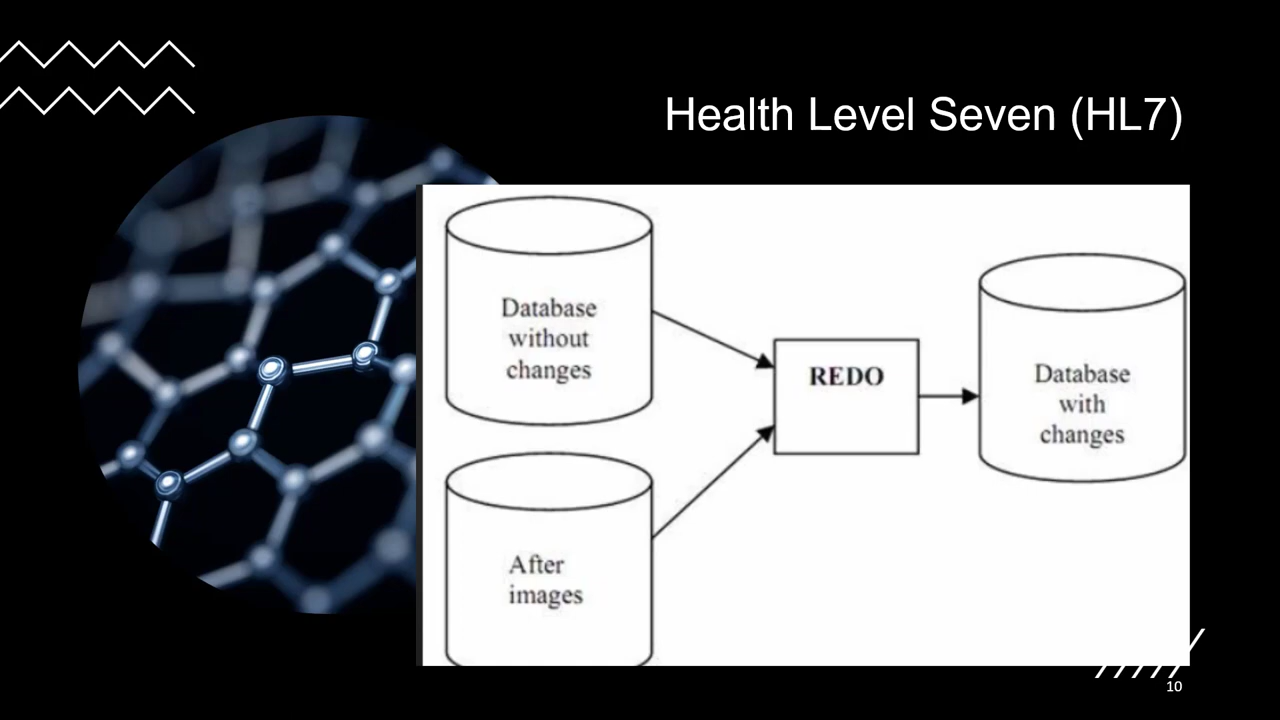 Health Level Seven (HL7)
Database
without
changes
After
images
REDO
Database
with
changes
10